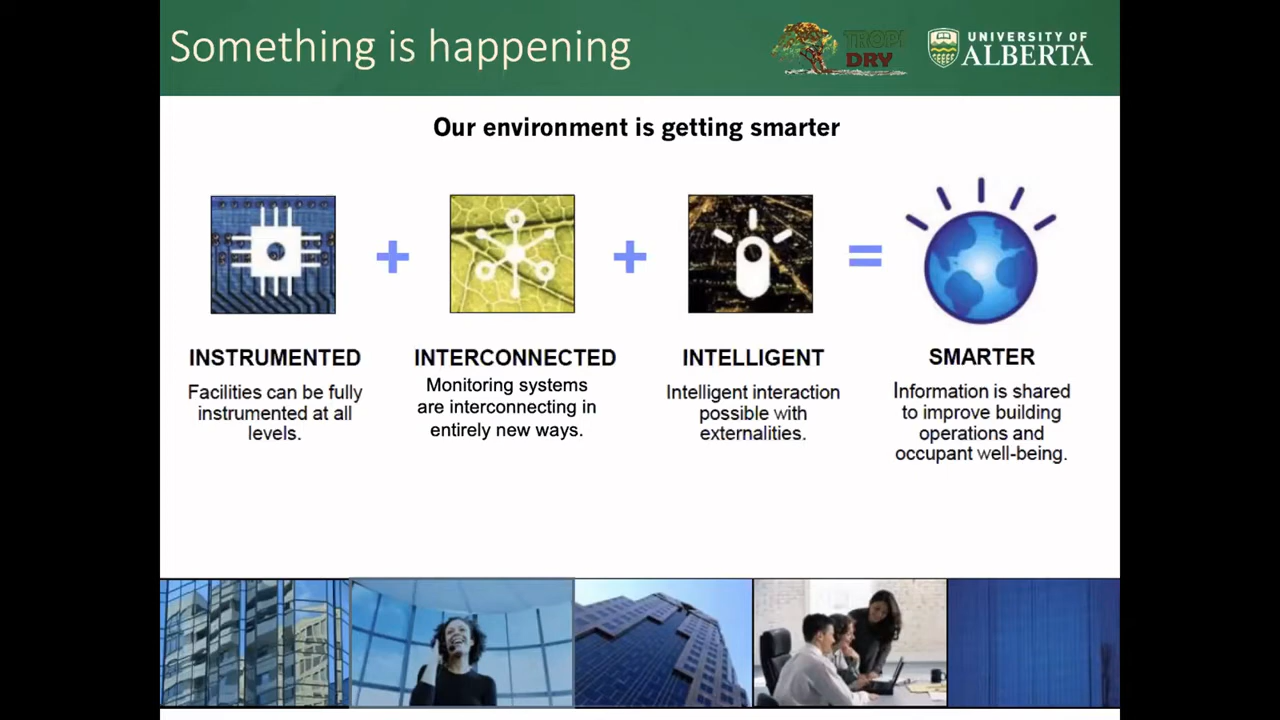 Something is happening
TROPI
DRY
UNIVERSITY OF
ALBERTA
Our environment is getting smarter
+
+
=
INSTRUMENTED
Facilities can be fully
instrumented at all
levels.
INTERCONNECTED
Monitoring systems
are interconnecting in
entirely new ways.
INTELLIGENT
Intelligent interaction
possible with
externalities.
SMARTER
Information is shared
to improve building
operations and
occupant well-being.